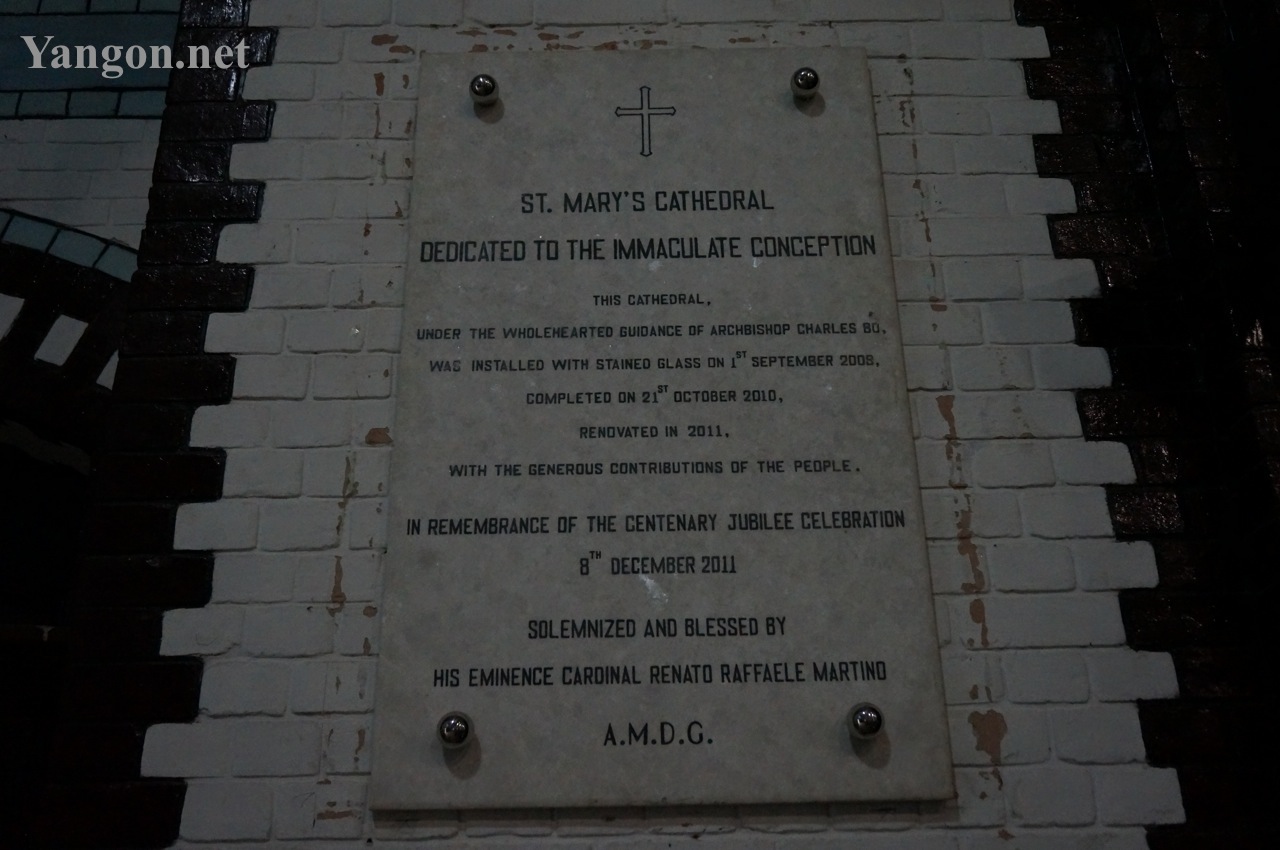 Yangon.net
ST. MARY'S CATHEDRAL
DEDICATED TO THE IMMACULATE CONCEPTION
THIS CATHEDRAL,
UNDER THE WHOLEHEARTED GUIDANCE OF ARCHBISHOP CHARLES BO,
WAS INSTALLED WITH STAINED GLASS ON 1ST SEPTEMBER 2009,
COMPLETED ON 21ST OCTOBER 2010,
RENOVATED IN 2011,
WITH THE GENEROUS CONTRIBUTIONS OF THE PEOPLE.
IN REMEMBRANCE OF THE CENTENARY JUBILEE CELEBRATION
8TH DECEMBER 2011
SOLEMNIZED AND BLESSED BY
HIS EMINENCE CARDINAL RENATO RAFFAELE MARTINO
A.M.D.G.